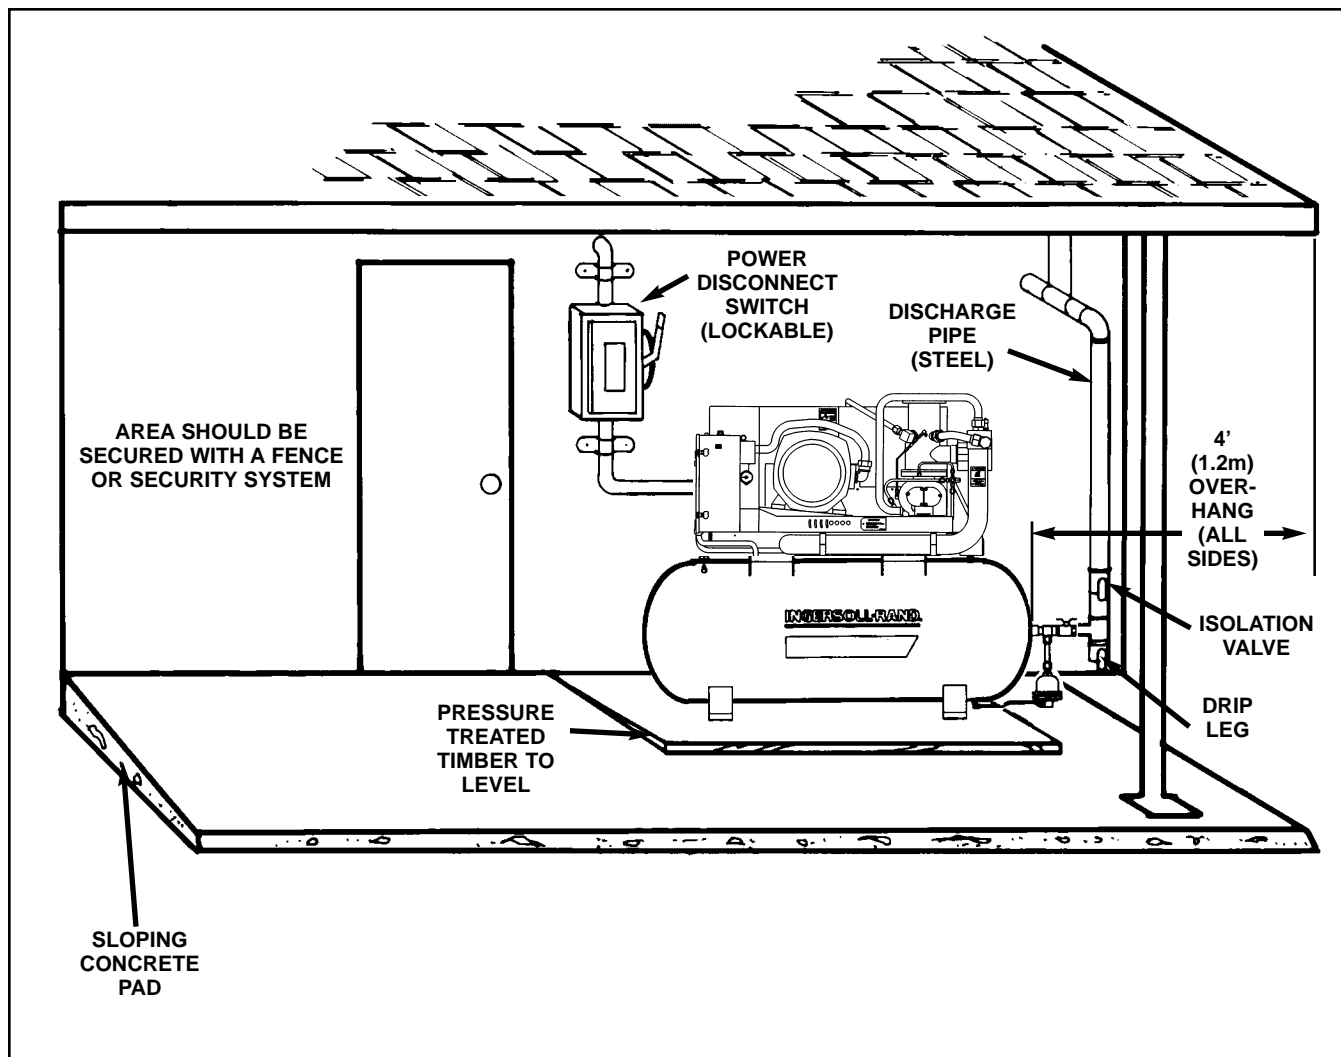 POWER
DISCONNECT
SWITCH
(LOCKABLE)
DISCHARGE
PIPE
(STEEL)
AREA SHOULD BE
SECURED WITH A FENCE
OR SECURITY SYSTEM
4’
(1.2m)
OVER-
HANG
(ALL
SIDES)
INGERSOLL-RAND
ISOLATION
VALVE
PRESSURE
TREATED
TIMBER TO
LEVEL
DRIP
LEG
SLOPING
CONCRETE
PAD